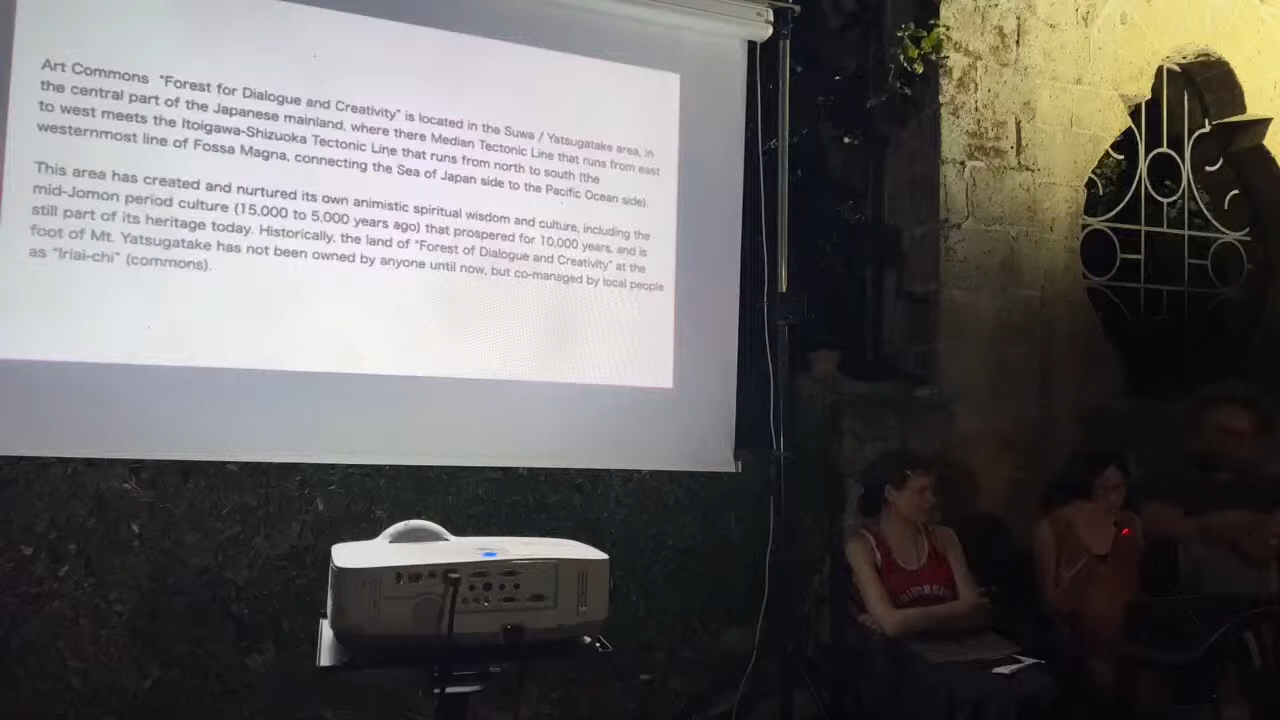 Art Commons "Forest for Dialogue and Creativity" is located in the Suwa / Yatsugatake area, in
the central part of the Japanese mainland, where there Median Tectonic Line that runs from east
to west meets the Itoigawa-Shizuoka Tectonic Line that runs from north to south (the
westernmost line of Fossa Magna, connecting the Sea of Japan side to the Pacific Ocean side).
This area has created and nurtured its own animistic spiritual wisdom and culture, including the
mid-Jomon period culture (15,000 to 5,000 years ago) that prospered for 10,000 years, and is
still part of its heritage today. Historically, the land of "Forest of Dialogue and Creativity" at the
foot of Mt. Yatsugatake has not been owned by anyone until now, but co-managed by local people
as "Iriai-chi" (commons).